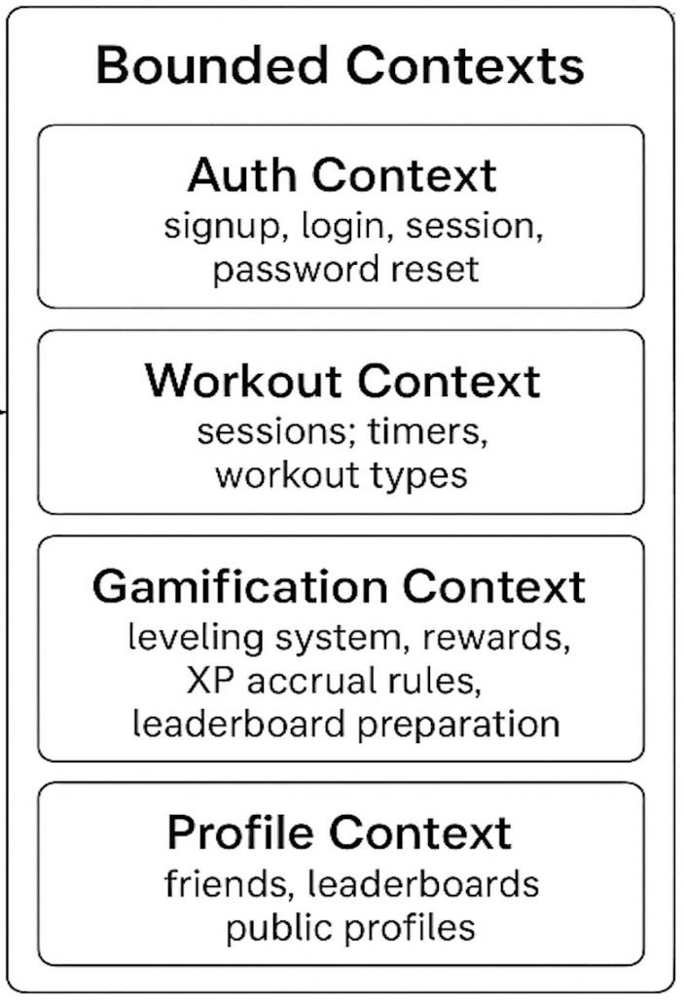 Bounded Contexts
Auth Context
signup, login, session,
password reset
Workout Context
sessions; timers,
workout types
Gamification Context
leveling system, rewards,
XP accrual rules,
leaderboard preparation
Profile Context
friends, leaderboards
public profiles